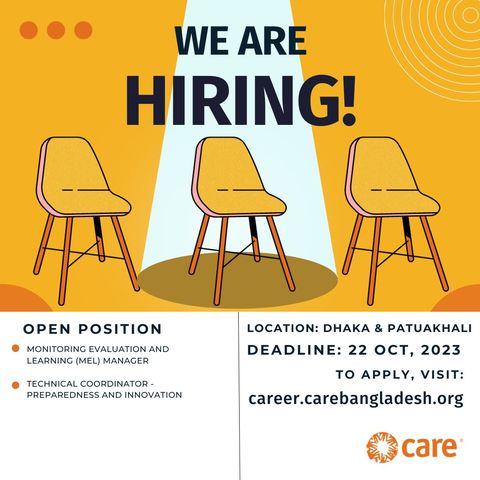 WE ARE
HIRING!
OPEN POSITION
MONITORING EVALUATION AND
LEARNING (MEL) MANAGER
TECHNICAL COORDINATOR -
PREPAREDNESS AND INNOVATION
LOCATION: DHAKA & PATUAKHALI
DEADLINE: 22 OCT, 2023
TO APPLY, VISIT:
career.carebangladesh.org
care®